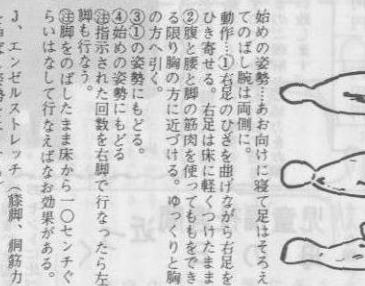 始めの姿勢…あお向けに寝て足はそろえ
てのばし腕は両側に。
動作…①右足のひざを曲げながら右足を
ひき寄せる。右足は床に軽くつけたまま
②腹と腰と脚の筋肉を使ってももをでき
る限り胸の方に近づける。ゆっくりと胸
の方へ引く。
③①の姿勢にもどる。
④始めの姿勢にもどる
㊟指示された回数を右脚で行なったら左
脚も行なう。
㊟脚をのばしたまま床から一〇センチぐ
らいはなして行なえばなお効果がある。
J、エンゼルストレッチ（膝脚、胴筋力